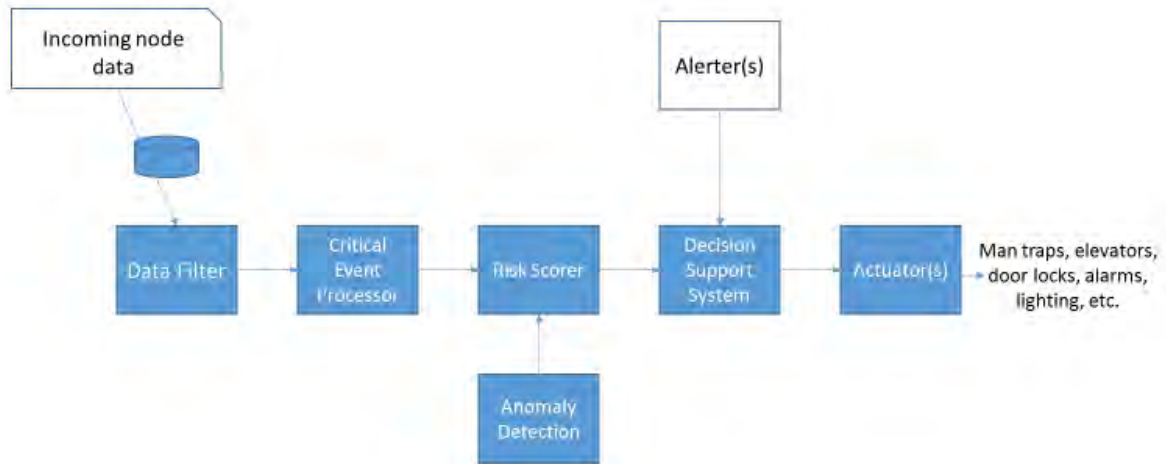 Incoming node
data
Alerter(s)
Data Filter
Critical
Event
Processor
Risk Scorer
Decision
Support
System
Actuator(s)
Man traps, elevators,
door locks, alarms,
lighting, etc.
Anomaly
Detection